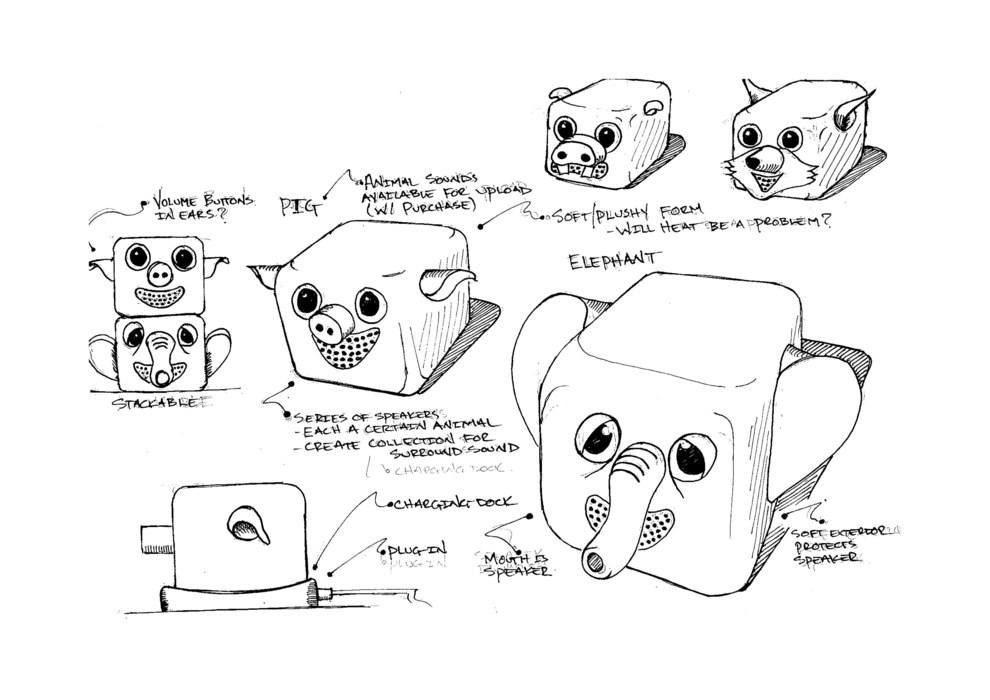 VOLUME BUTTONS
IN EARS?
PIG
ANIMAL SOUNDS
AVAILABLE FOR UPLOAD
(W/ PURCHASE)
SOFT/PLUSHY FORM
- WILL HEAT BE A PROBLEM?
ELEPHANT
STACKABLE
SERIES OF SPEAKERS
- EACH A CERTAIN ANIMAL
- CREATE COLLECTION FOR
SURROUND SOUND
CHARGING DOCK
CHARGING DOCK
PLUG IN
PLUG IN
MOUTH IS
SPEAKER
SOFT EXTERIOR
PROTECTS
SPEAKER